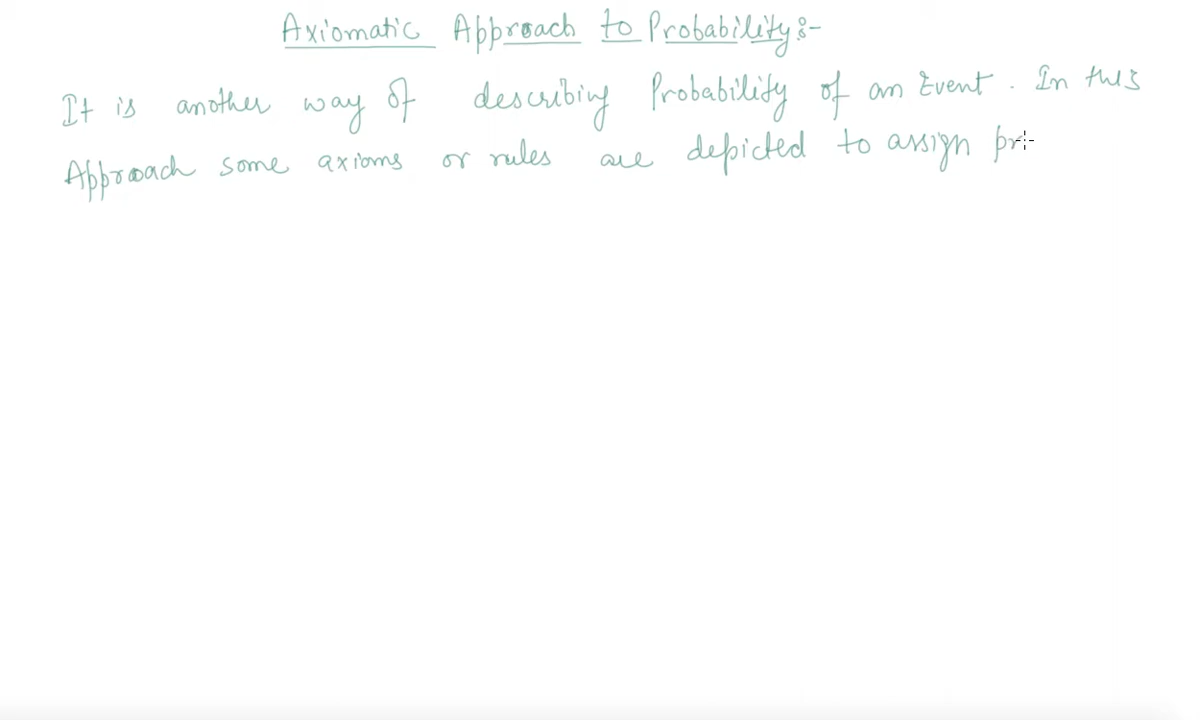 Axiomatic Approach to Probability:-
It is another way of describing Probability of an Event. In this
Approach some axioms or rules are depicted to assign pr